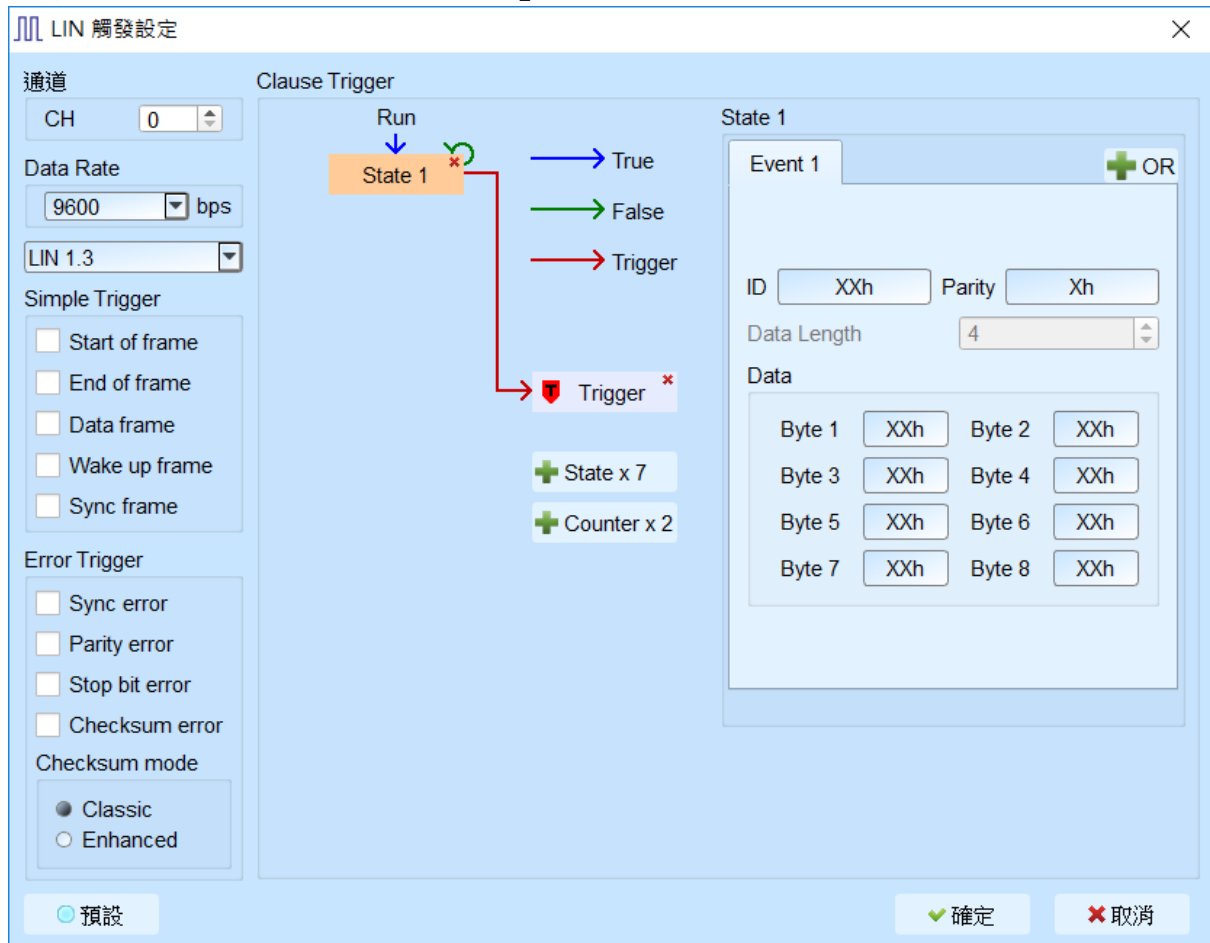 LIN 觸發設定
通道
CH 0
Data Rate
9600 bps
LIN 1.3
Simple Trigger
Start of frame
End of frame
Data frame
Wake up frame
Sync frame
Error Trigger
Sync error
Parity error
Stop bit error
Checksum error
Checksum mode
Classic
Enhanced
Clause Trigger
Run
State 1
True
False
Trigger
T Trigger
State x 7
Counter x 2
State 1
Event 1
OR
ID XXh Parity Xh
Data Length 4
Data
Byte 1 XXh Byte 2 XXh
Byte 3 XXh Byte 4 XXh
Byte 5 XXh Byte 6 XXh
Byte 7 XXh Byte 8 XXh
預設
確定
取消